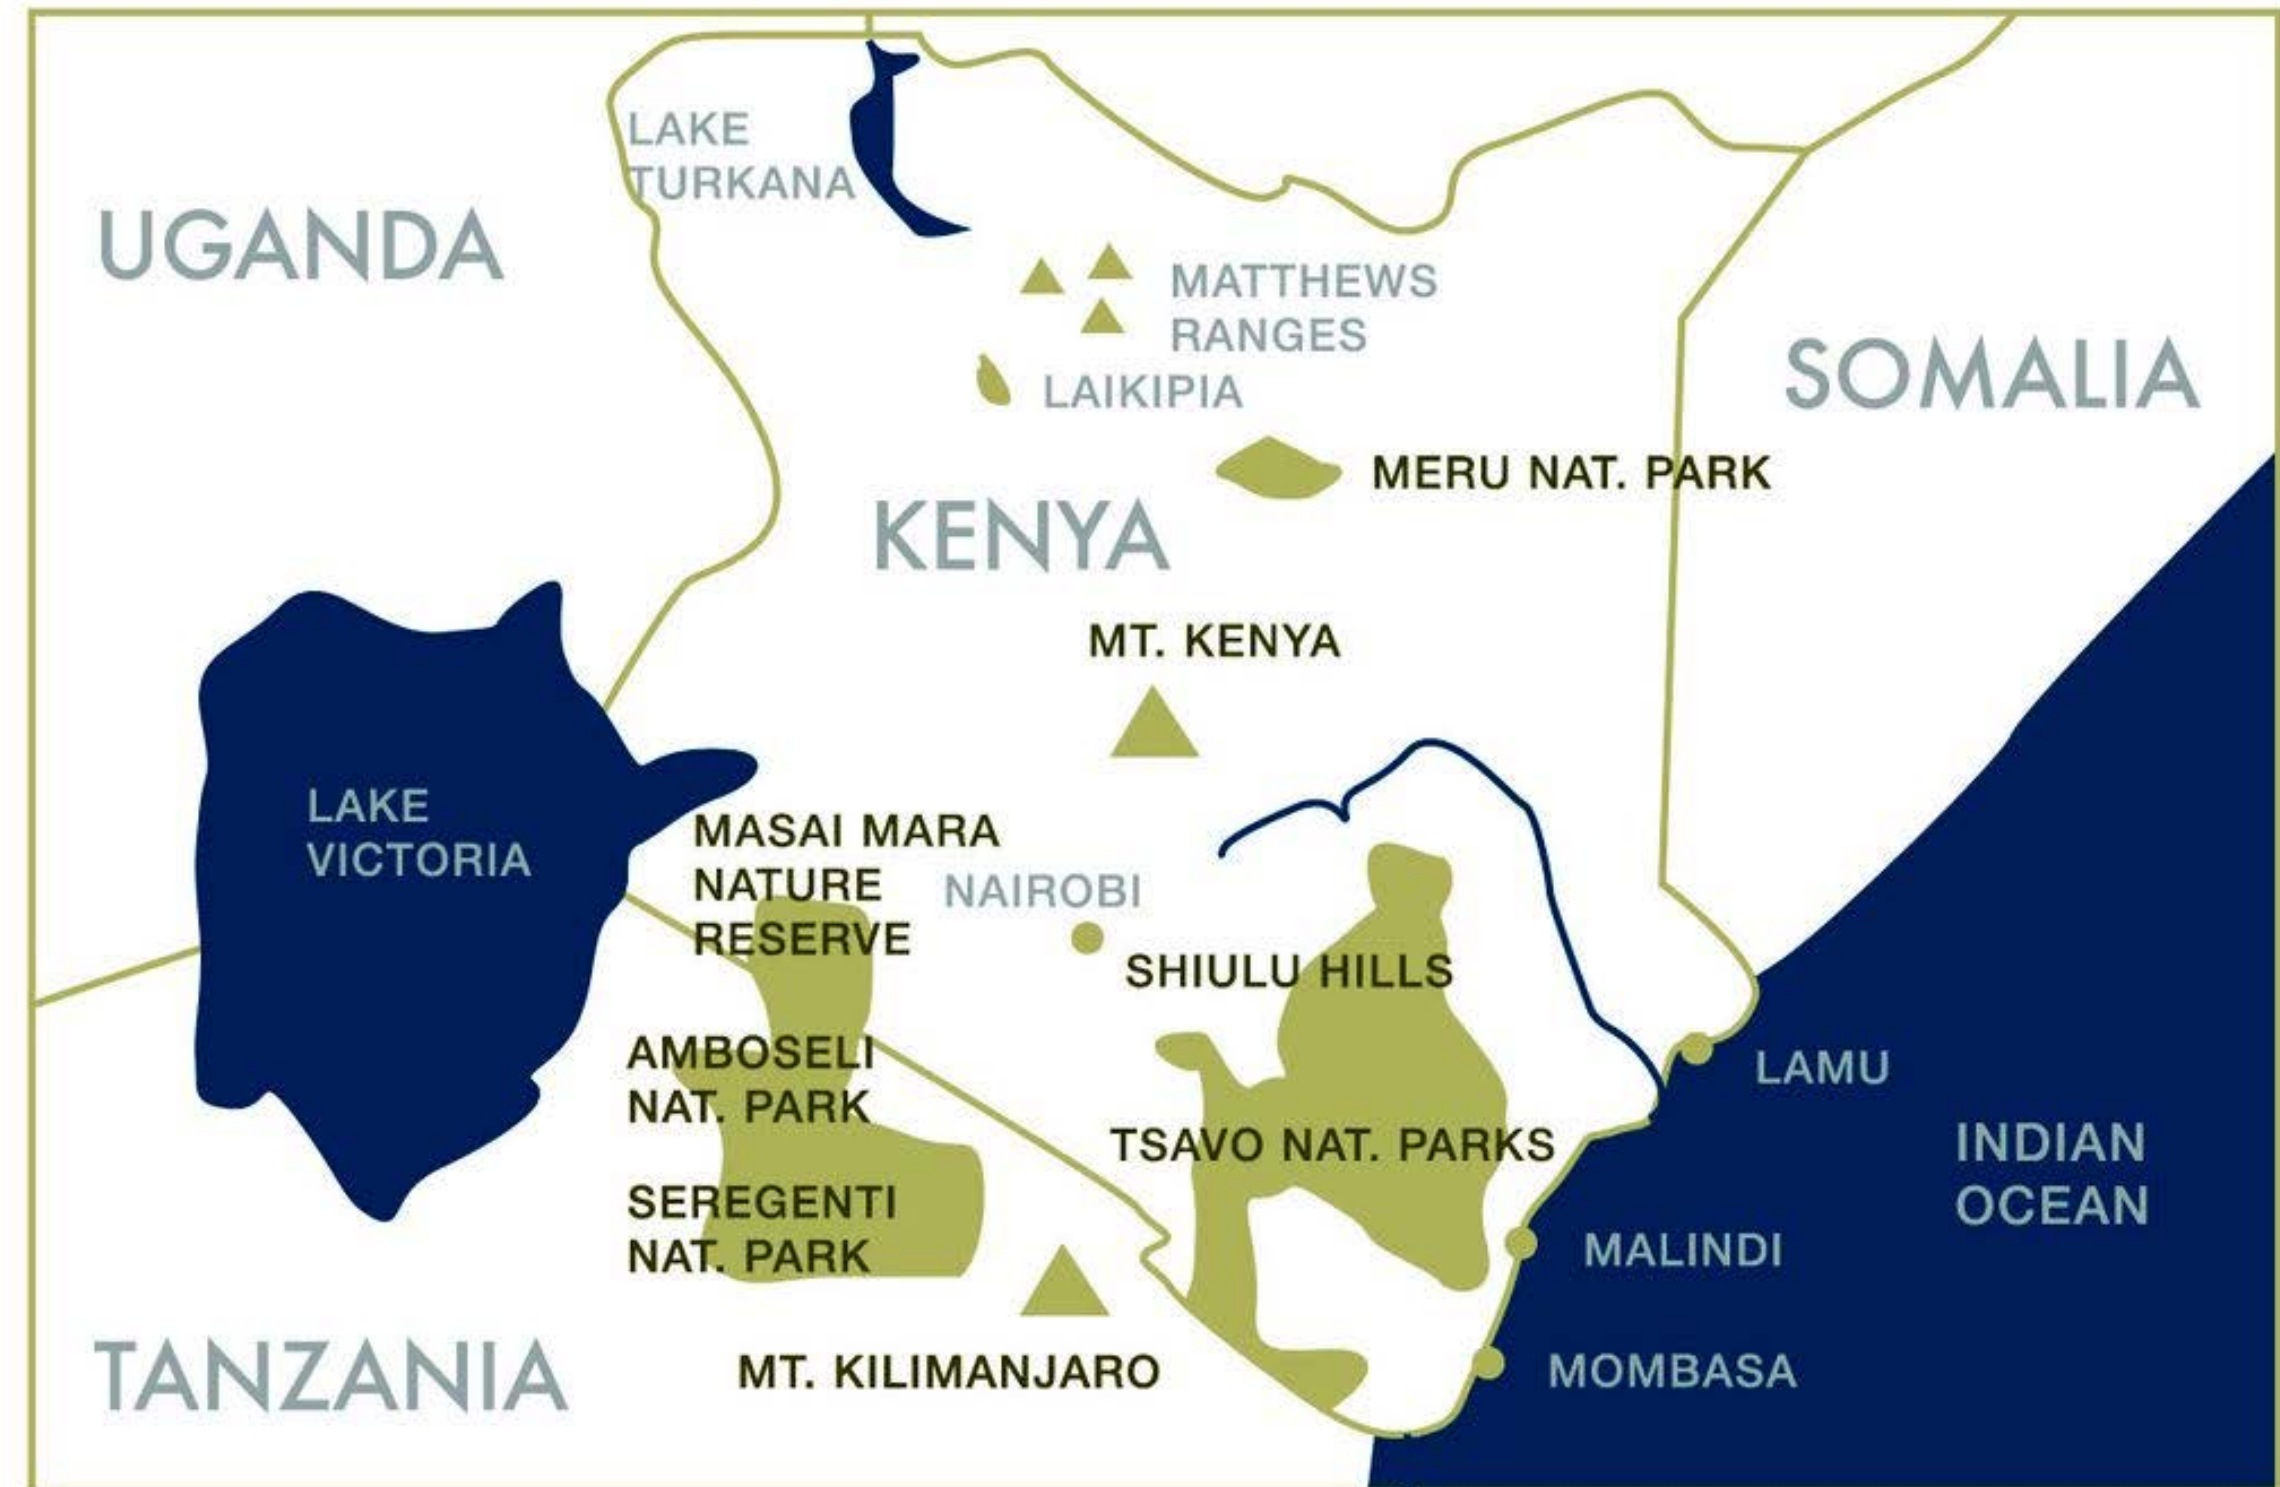 LAKE
TURKANA
UGANDA
MATTHEWS
RANGES
SOMALIA
LAIKIPIA
MERU NAT. PARK
KENYA
MT. KENYA
LAKE
VICTORIA
MASAI MARA
NATURE
RESERVE
NAIROBI
SHIULU HILLS
AMBOSELI
NAT. PARK
LAMU
TSAVO NAT. PARKS
INDIAN
OCEAN
SEREGENTI
NAT. PARK
MALINDI
TANZANIA
MT. KILIMANJARO
MOMBASA